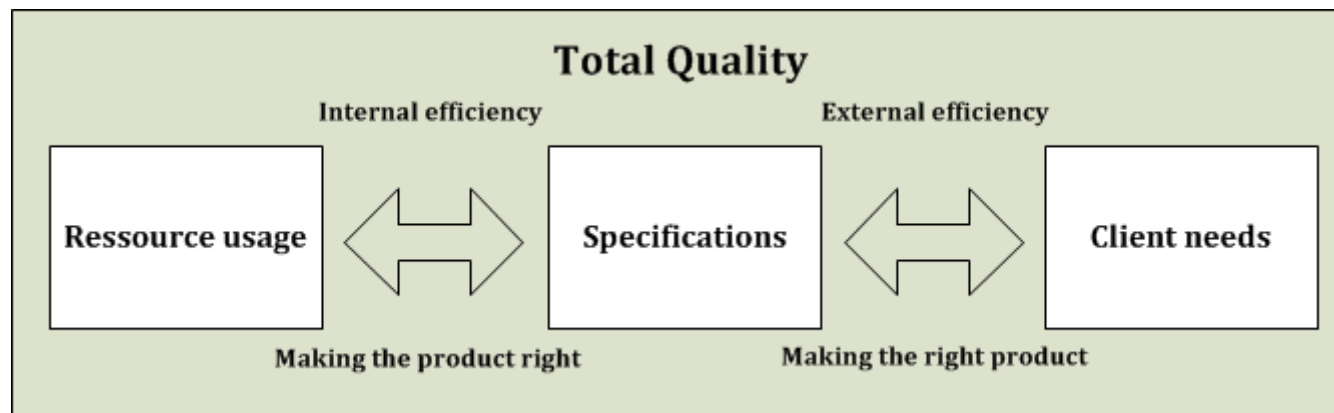 Total Quality
Internal efficiency
External efficiency
Ressource usage
Specifications
Client needs
Making the product right
Making the right product